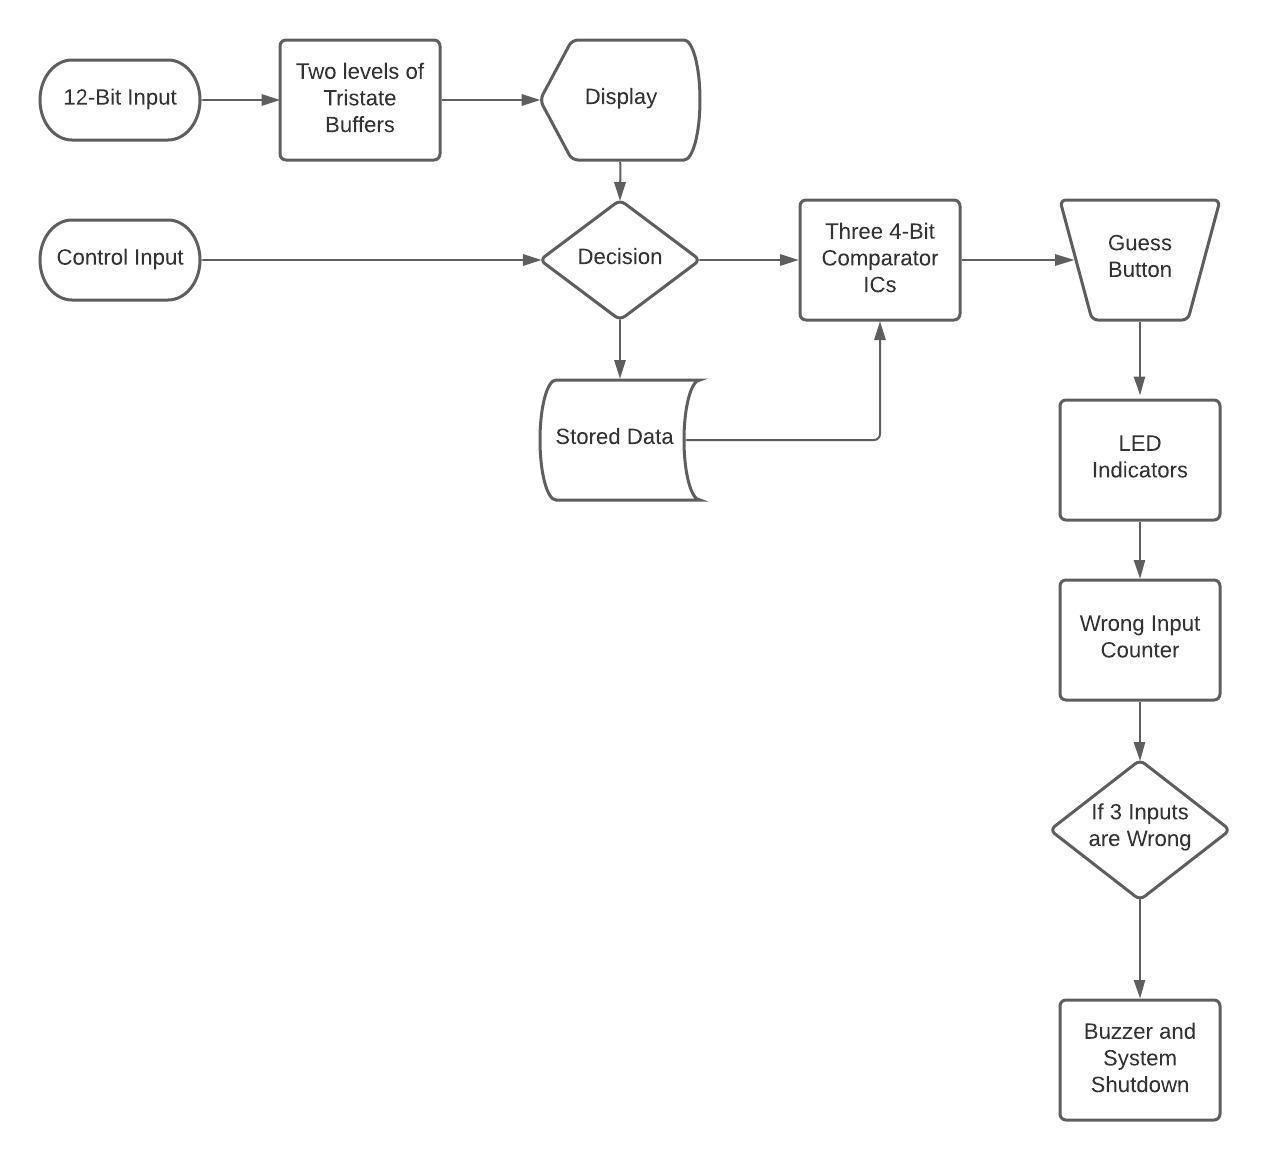 12-Bit Input
Two levels of
Tristate
Buffers
Display
Control Input
Decision
Three 4-Bit
Comparator
ICs
Guess
Button
Stored Data
LED
Indicators
Wrong Input
Counter
If 3 Inputs
are Wrong
Buzzer and
System
Shutdown